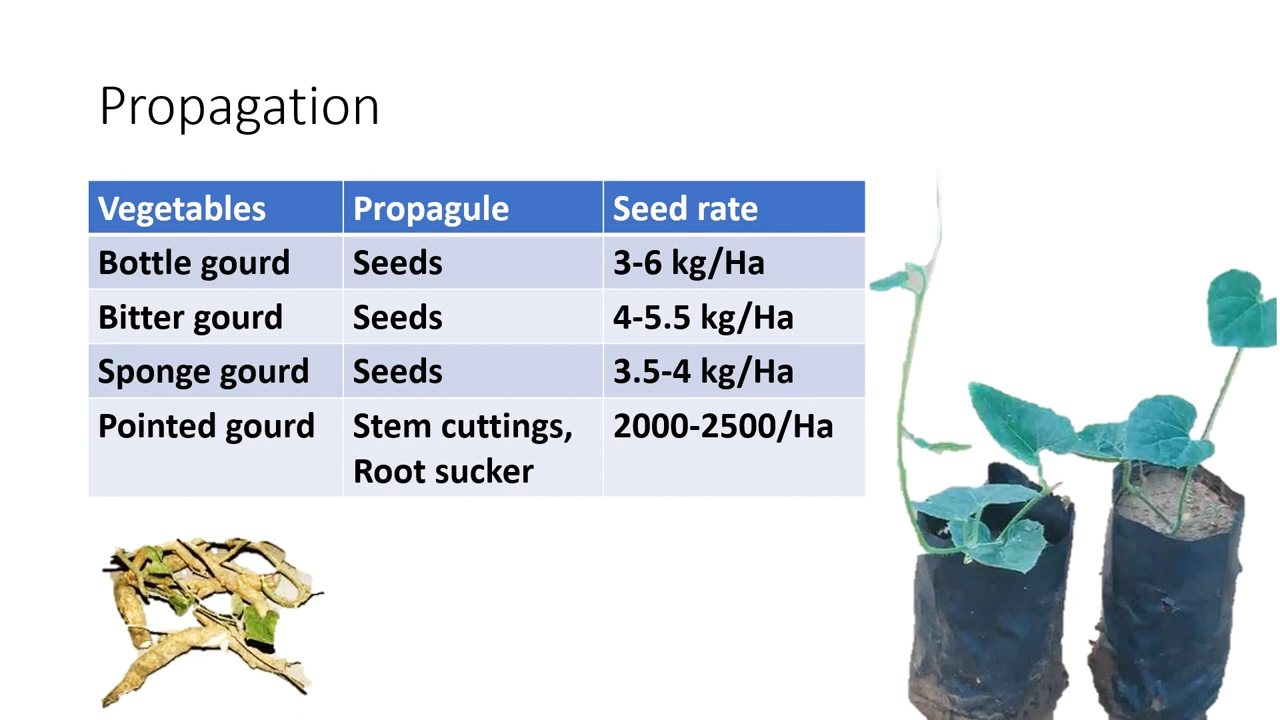 Propagation
Vegetables Propagule Seed rate
Bottle gourd Seeds 3-6 kg/Ha
Bitter gourd Seeds 4-5.5 kg/Ha
Sponge gourd Seeds 3.5-4 kg/Ha
Pointed gourd Stem cuttings, 2000-2500/Ha
Root sucker